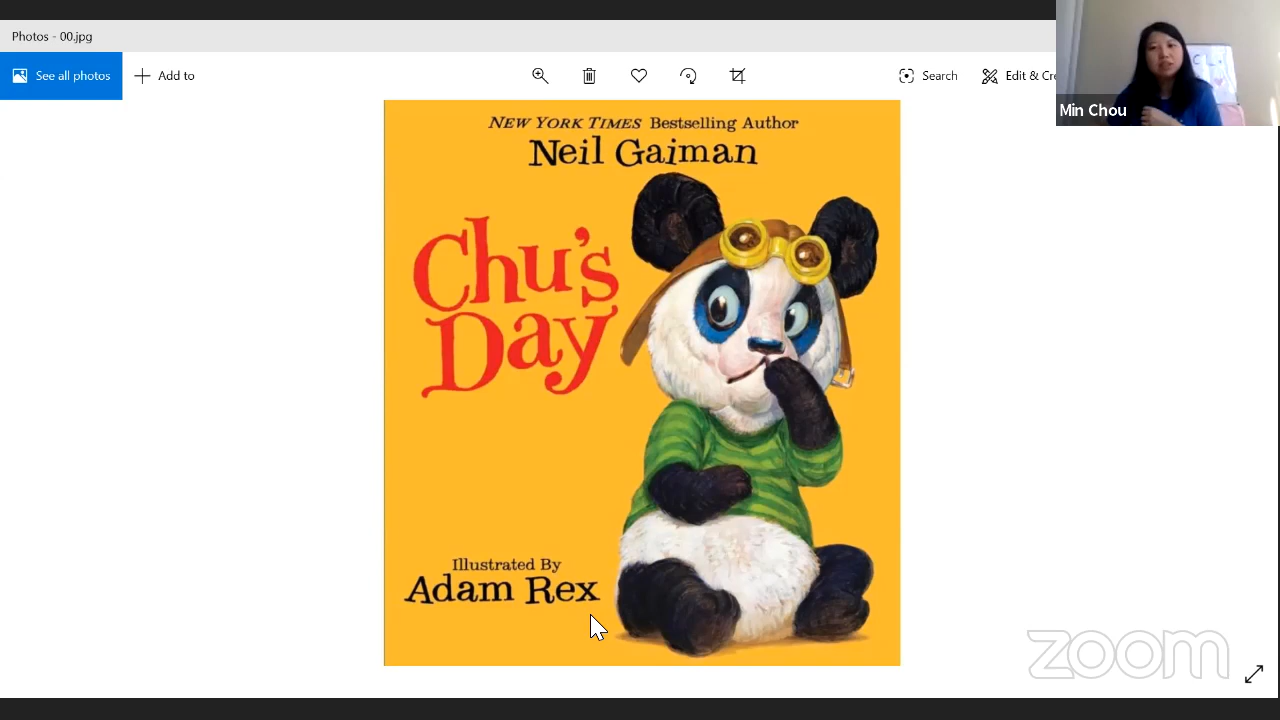 Photos - 00.jpg
See all photos
Add to
Search
Edit & Cre
Min Chou
NEW YORK TIMES Bestselling Author
Neil Gaiman
Chu's
Day
Illustrated By
Adam Rex
zoom